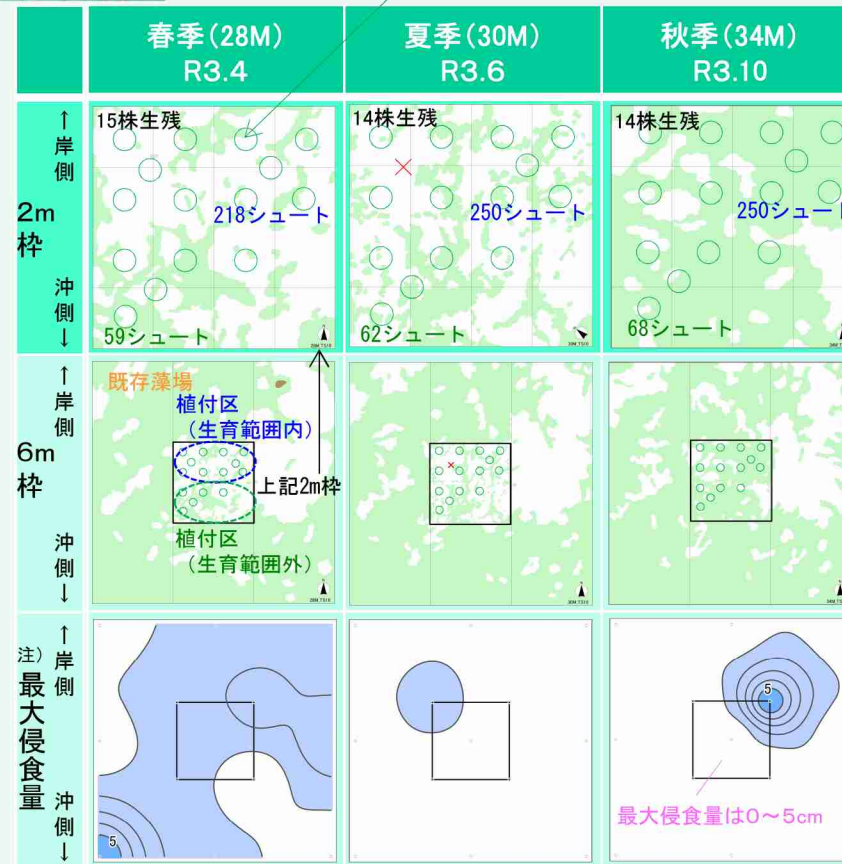 春季(28M)
R3.4
夏季(30M)
R3.6
秋季(34M)
R3.10
2m
枠
↑
岸
側
沖
側
↓
15株生残
218シュート
59シュート
14株生残
250シュート
62シュート
14株生残
250シュート
68シュート
6m
枠
↑
岸
側
沖
側
↓
既存藻場
植付区
(生育範囲内)
上記2m枠
植付区
(生育範囲外)
注)
最
大
侵
食
量
↑
岸
側
沖
側
↓
5
5
最大侵食量は0～5cm